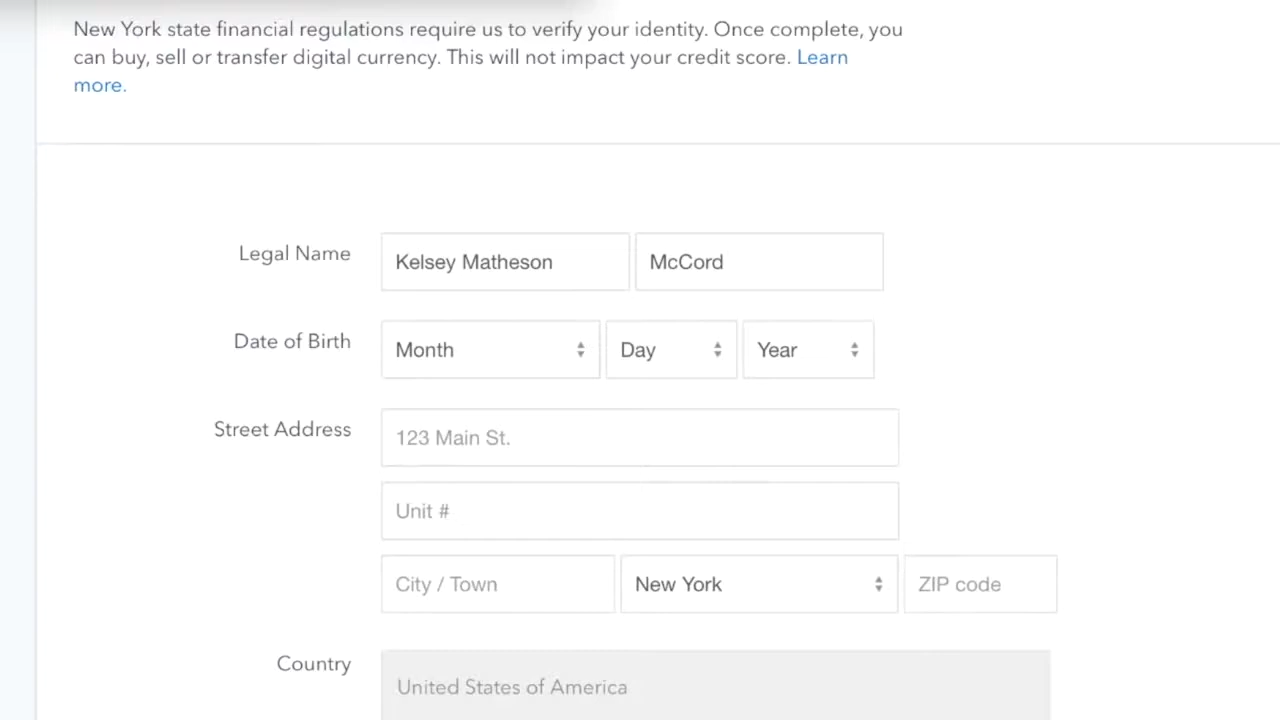 New York state financial regulations require us to verify your identity. Once complete, you
can buy, sell or transfer digital currency. This will not impact your credit score. Learn
more.
Legal Name Kelsey Matheson McCord
Date of Birth Month Day Year
Street Address 123 Main St.
Unit #
City / Town New York ZIP code
Country United States of America